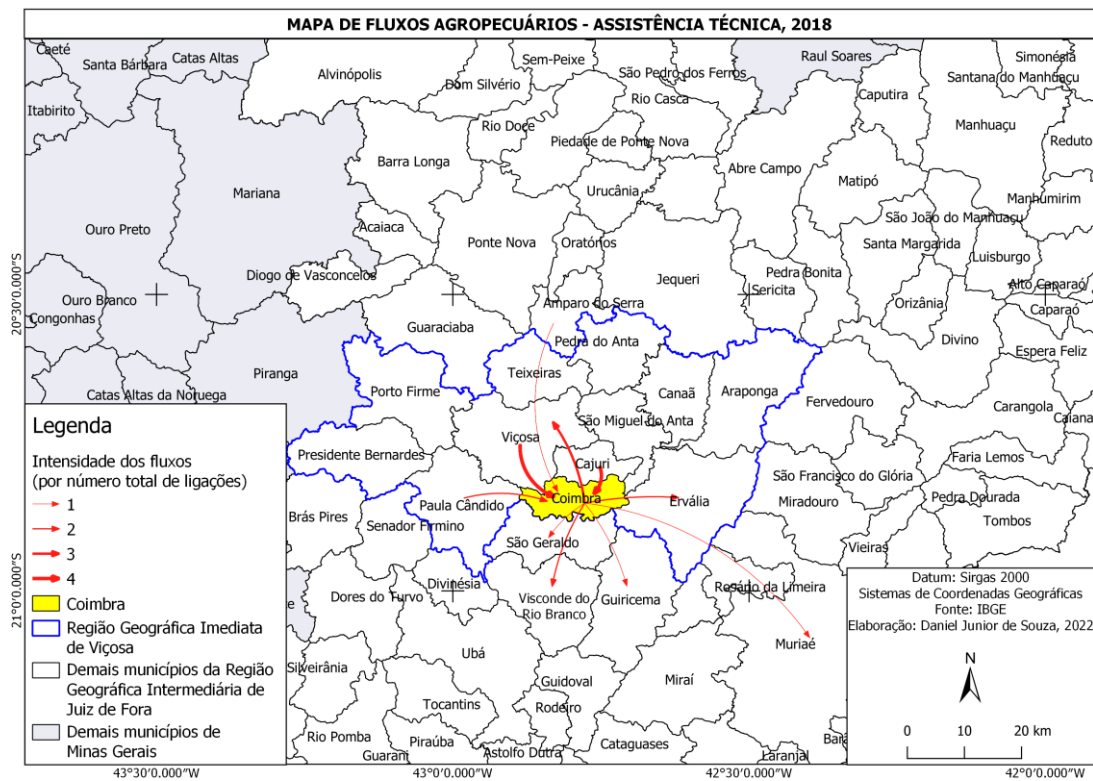 MAPA DE FLUXOS AGROPECUÁRIOS - ASSISTÊNCIA TÉCNICA, 2018
Caeté
Santa Bárbara
Catas Altas
Alvinópolis
Sem-Peixe
Dom Silvério
São Pedro dos Ferros
Raul Soares
Simonésia
Santana do Manhuaçu
Itabirito
Rio Casca
Caputira
Rio Doce
Piedade de Ponte Nova
Manhuaçu
Reduto
Barra Longa
Abre Campo
Mariana
Urucânia
Matipó
Manhumirim
Ouro Preto
Acaiaca
Ponte Nova
Oratórios
São João do Manhuaçu
Santa Margarida
Luisburgo
Diogo de Vasconcelos
Jequeri
Pedra Bonita
Sericita
Alto Caparaó
Ouro Branco
Congonhas
Amparo do Serra
Orizânia
Caparaó
Guaraciaba
Pedra do Anta
Divino
Espera Feliz
Piranga
Teixeiras
Porto Firme
Canaã
Araponga
Catas Altas da Noruega
Fervedouro
Carangola
Caiana
São Miguel do Anta
Viçosa
Presidente Bernardes
Cajuri
Faria Lemos
São Francisco do Glória
Coimbra
Ervália
Miradouro
Pedra Dourada
Paula Cândido
Brás Pires
Senador Firmino
Tombos
São Geraldo
Vieiras
Divinésia
Dores do Turvo
Visconde do
Rio Branco
Guiricema
Rosário da Limeira
Muriaé
Ubá
Silveirânia
Guidoval
Miraí
Tocantins
Rodeiro
Rio Pomba
Piraúba
Guarani
Astolfo Dutra
Cataguases
Laranjal
Legenda
Intensidade dos fluxos
(por número total de ligações)
1
2
3
4
Coimbra
Região Geográfica Imediata
de Viçosa
Demais municípios da Região
Geográfica Intermediária de
Juiz de Fora
Demais municípios de
Minas Gerais
Datum: Sirgas 2000
Sistemas de Coordenadas Geográficas
Fonte: IBGE
Elaboração: Daniel Junior de Souza, 2022
N
0 10 20 km
20°30'0.000"S
21°0'0.000"S
43°30'0.000"W
43°0'0.000"W
42°30'0.000"W
42°0'0.000"W